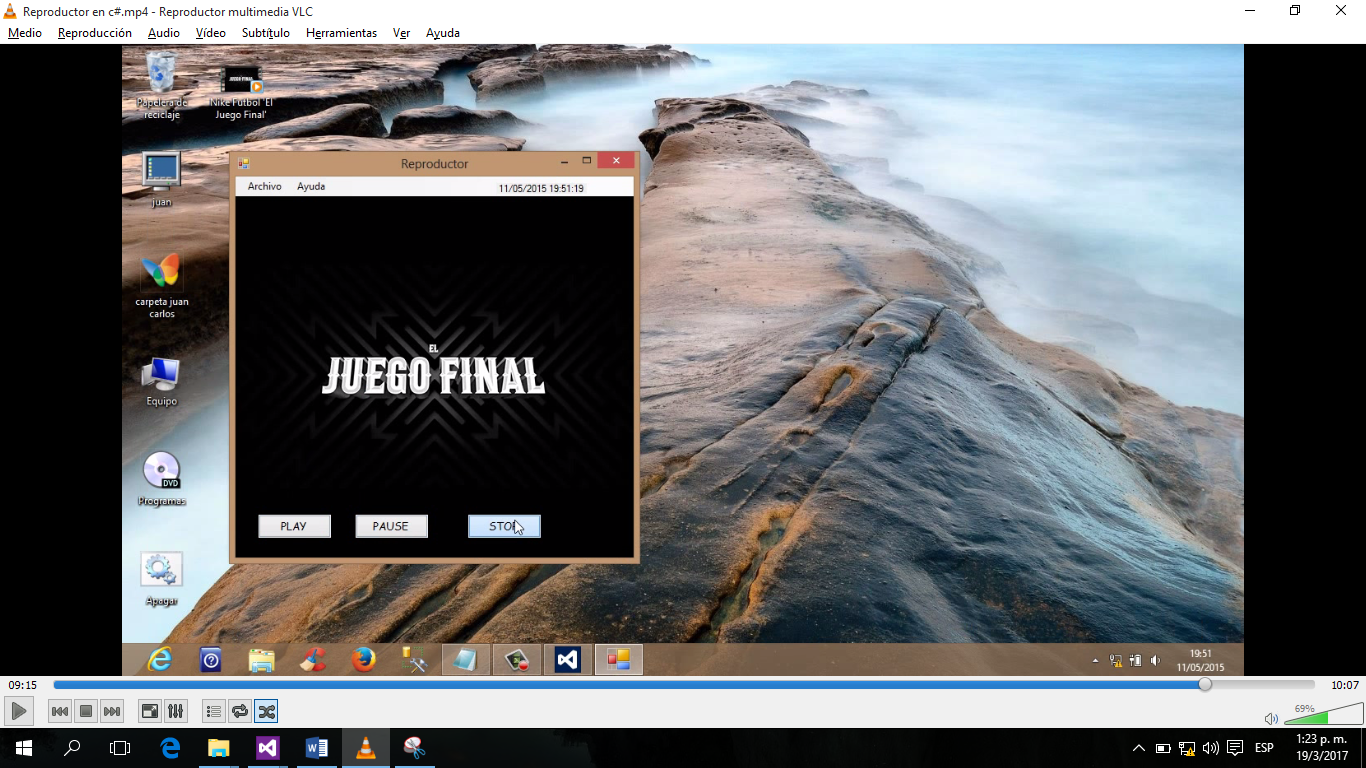 Reproductor en c#.mp4 - Reproductor multimedia VLC
Medio Reproducción Audio Vídeo Subtítulo Herramientas Ver Ayuda
Papelera de
reciclaje
Nike Fútbol 'El
Juego Final'
juan
carpeta juan
carlos
Equipo
DVD
Programas
Apagar
Reproductor
Archivo Ayuda 11/05/2015 19:51:19
EL
JUEGO FINAL
PLAY PAUSE STOP
19:51
11/05/2015
09:15 10:07
69%
ESP
1:23 p. m.
19/3/2017